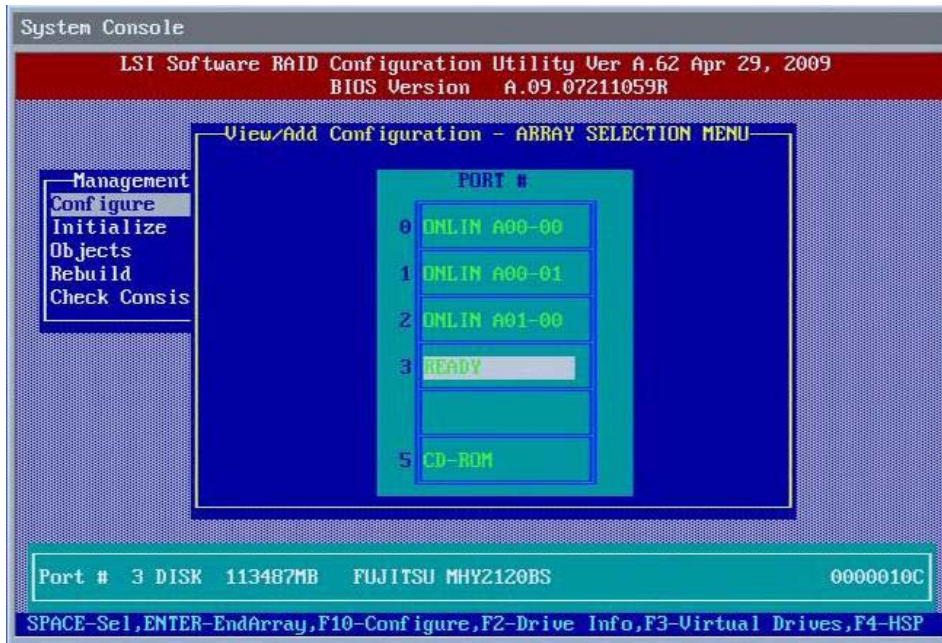 System Console
LSI Software RAID Configuration Utility Ver A.62 Apr 29, 2009
BIOS Version A.09.07211059R
View/Add Configuration - ARRAY SELECTION MENU
Management
Configure
Initialize
Objects
Rebuild
Check Consis
PORT #
0 ONLIN A00-00
1 ONLIN A00-01
2 ONLIN A01-00
3 READY
5 CD-ROM
Port # 3 DISK 113487MB FUJITSU MHY2120BS 0000010C
SPACE-Sel,ENTER-EndArray,F10-Configure,F2-Drive Info,F3-Virtual Drives,F4-HSP